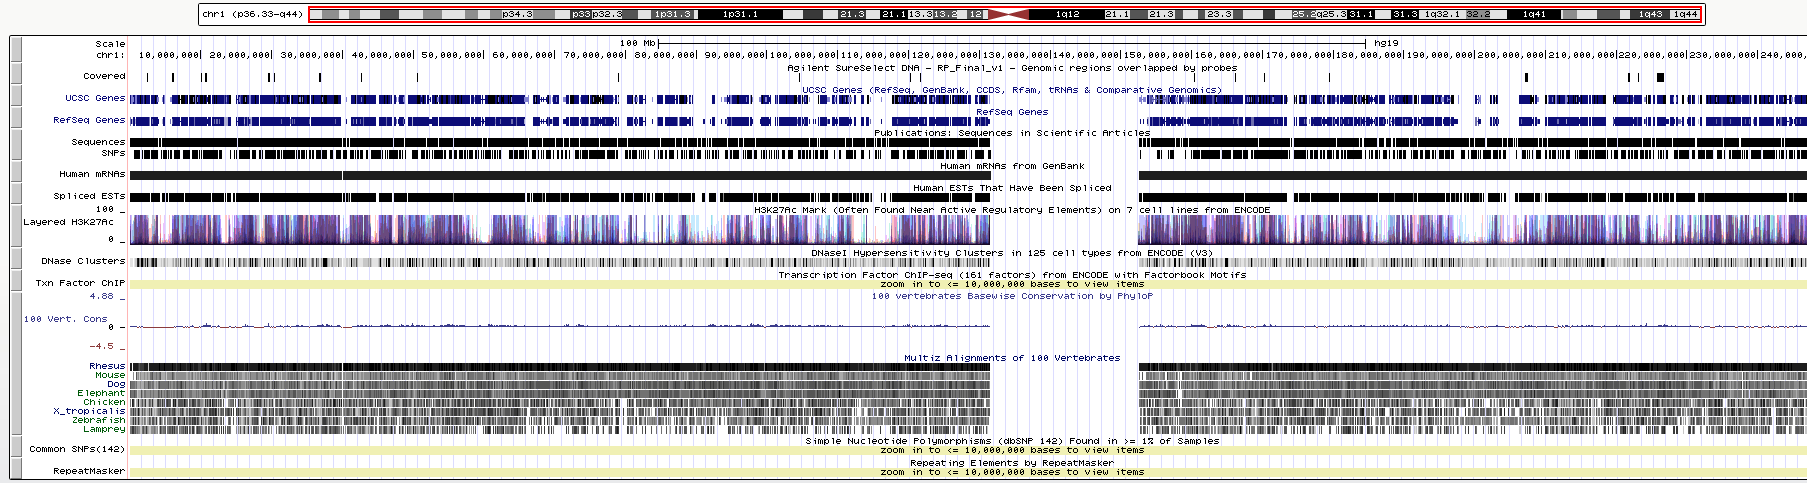 chr1 (p36.33-q44) p34.3 p33 p32.3 1p31.3 1p31.1 21.3 21.1 13.3 13.2 12 1q12 21.1 21.3 23.3 25.2 q25.3 31.1 31.3 1q32.1 32.2 1q41 1q43 1q44
Scale 100 Mb hg19
chr1: 10,000,000 20,000,000 30,000,000 40,000,000 50,000,000 60,000,000 70,000,000 80,000,000 90,000,000 100,000,000 110,000,000 120,000,000 130,000,000 140,000,000 150,000,000 160,000,000 170,000,000 180,000,000 190,000,000 200,000,000 210,000,000 220,000,000 230,000,000 240,000,
Agilent SureSelect DNA - RP_Final_v1 - Genomic regions overlapped by probes
Covered
UCSC Genes (RefSeq, GenBank, CCDS, Rfam, tRNAs & Comparative Genomics)
UCSC Genes
RefSeq Genes
RefSeq Genes
Publications: Sequences in Scientific Articles
Sequences
SNPs
Human mRNAs from GenBank
Human mRNAs
Human ESTs That Have Been Spliced
Spliced ESTs
H3K27Ac Mark (Often Found Near Active Regulatory Elements) on 7 cell lines from ENCODE
100 _
Layered H3K27Ac
0 _
DNaseI Hypersensitivity Clusters in 125 cell types from ENCODE (V3)
DNase Clusters
Transcription Factor ChIP-seq (161 factors) from ENCODE with Factorbook Motifs
Txn Factor ChIP zoom in to <= 10,000,000 bases to view items
4.88 _ 100 vertebrates Basewise Conservation by PhyloP
100 Vert. Cons
0 _
-4.5 _
Multiz Alignments of 100 Vertebrates
Rhesus
Mouse
Dog
Elephant
Chicken
X_tropicalis
Zebrafish
Lamprey
Simple Nucleotide Polymorphisms (dbSNP 142) Found in >= 1% of Samples
Common SNPs(142) zoom in to <= 10,000,000 bases to view items
Repeating Elements by RepeatMasker
RepeatMasker zoom in to <= 10,000,000 bases to view items